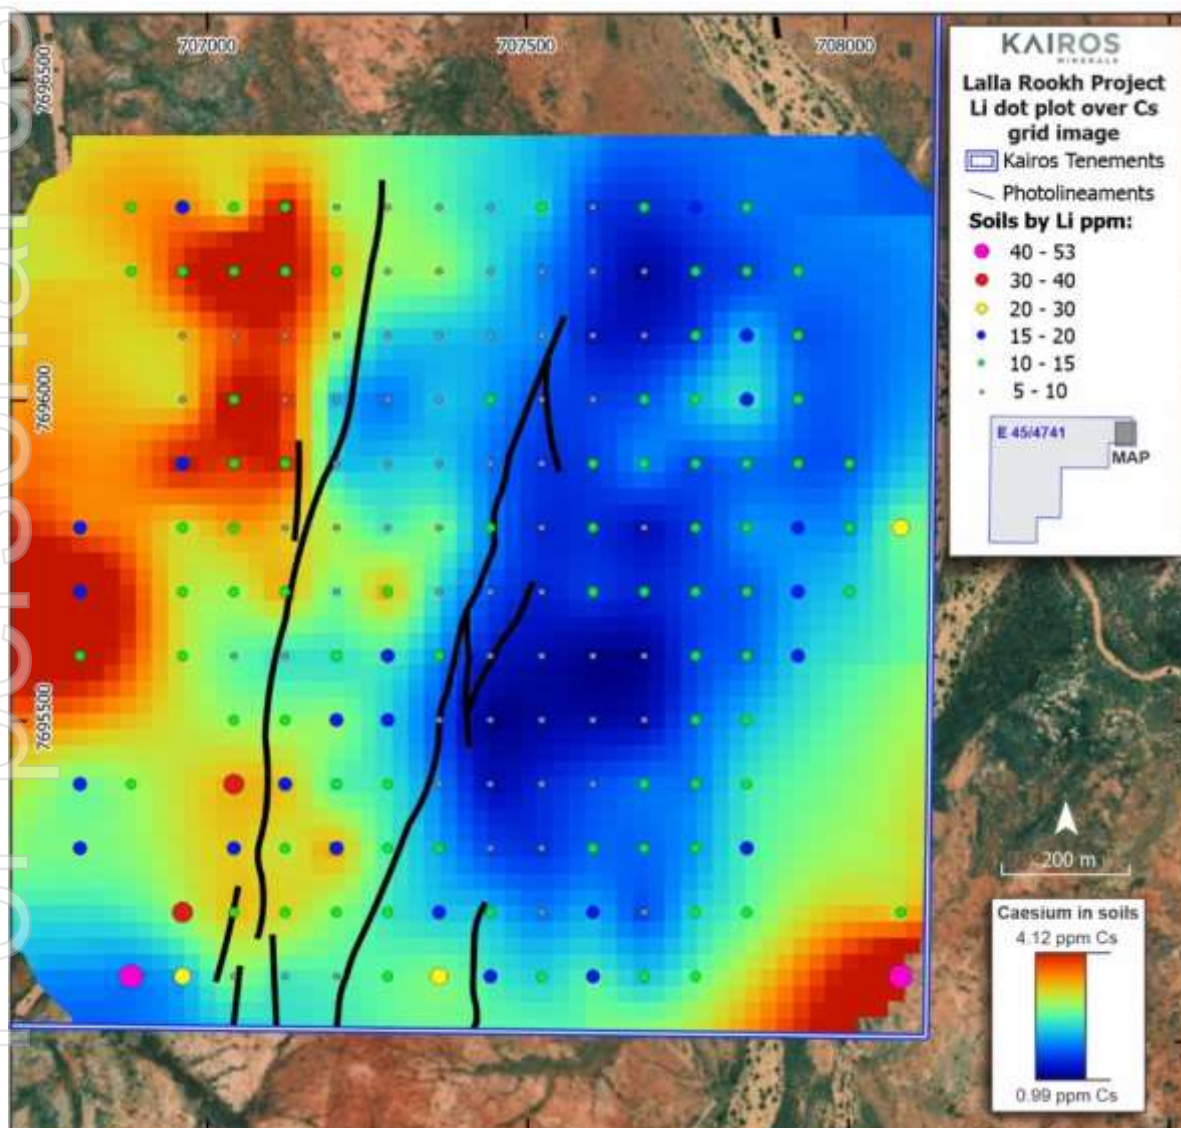 707000
707500
708000
7696500
7696000
7695500
KAIROS
MINERALS
Lalla Rookh Project
Li dot plot over Cs
grid image
Kairos Tenements
Photolineaments
Soils by Li ppm:
40 - 53
30 - 40
20 - 30
15 - 20
10 - 15
5 - 10
E 45/4741
MAP
200 m
Caesium in soils
4.12 ppm Cs
0.99 ppm Cs